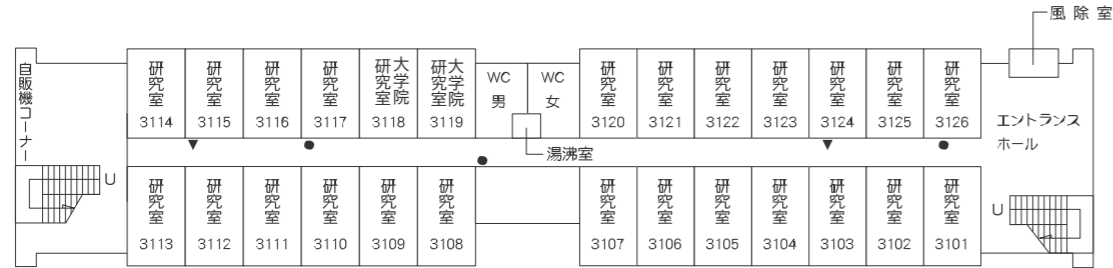 風除室
自販機コーナー
研究室
3114
研究室
3115
研究室
3116
研究室
3117
大学院
研究室
3118
大学院
研究室
3119
WC
男
WC
女
研究室
3120
研究室
3121
研究室
3122
研究室
3123
研究室
3124
研究室
3125
研究室
3126
エントランス
ホール
湯沸室
U
研究室
3113
研究室
3112
研究室
3111
研究室
3110
研究室
3109
研究室
3108
研究室
3107
研究室
3106
研究室
3105
研究室
3104
研究室
3103
研究室
3102
研究室
3101
U